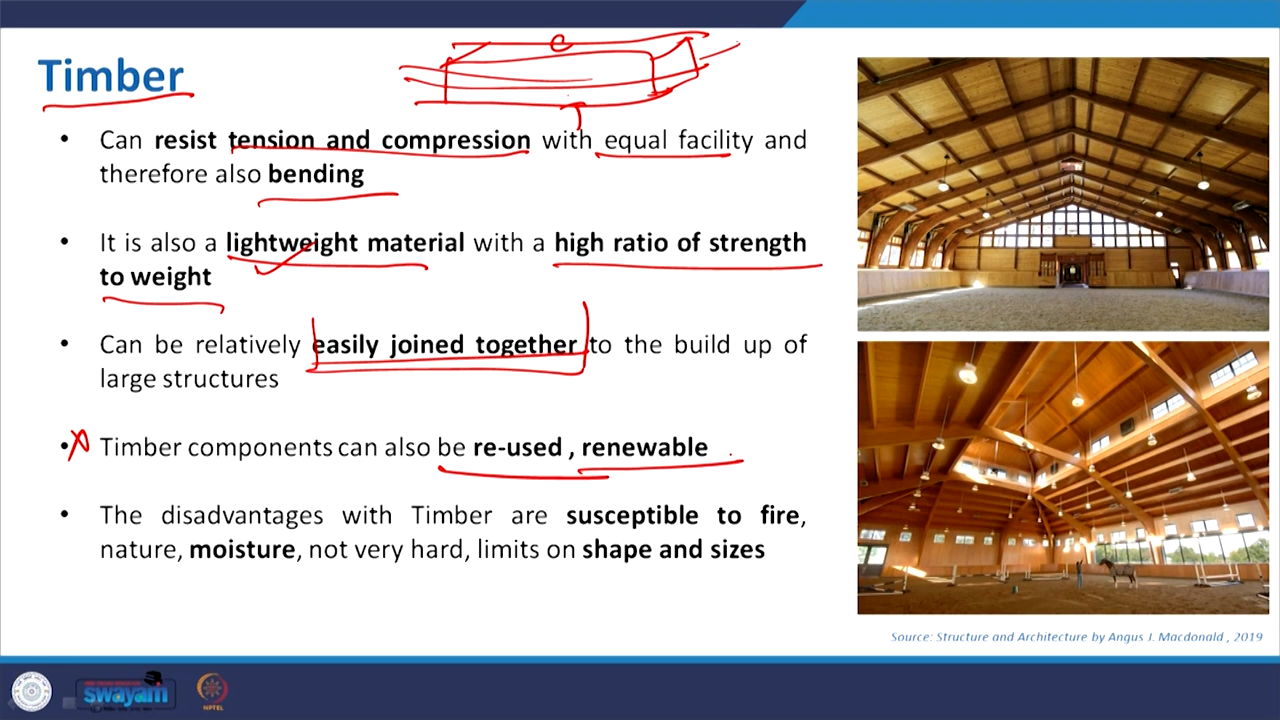 Timber
C
T
• Can resist tension and compression with equal facility and
therefore also bending
• It is also a lightweight material with a high ratio of strength
to weight
• Can be relatively easily joined together to the build up of
large structures
• Timber components can also be re-used , renewable
• The disadvantages with Timber are susceptible to fire,
nature, moisture, not very hard, limits on shape and sizes
Source: Structure and Architecture by Angus J. Macdonald , 2019
swayam
NPTEL